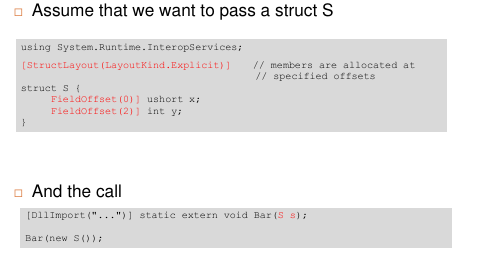 Assume that we want to pass a struct S
using System.Runtime.InteropServices;
[StructLayout(LayoutKind.Explicit)] // members are allocated at
// specified offsets
struct S {
FieldOffset(0)] ushort x;
FieldOffset(2)] int y;
}
And the call
[DllImport("...")] static extern void Bar(S s);
Bar(new S());